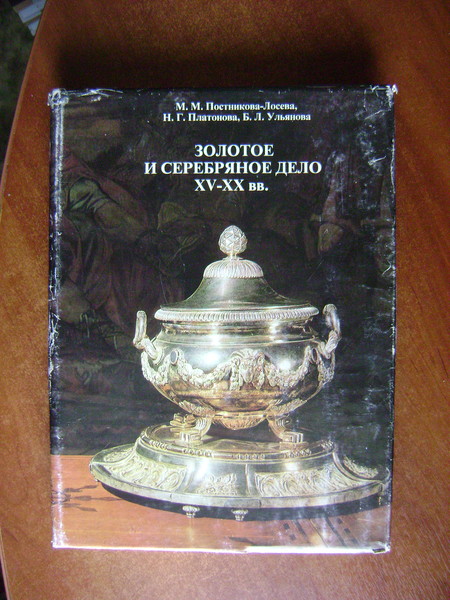 М. М. Постникова-Лосева,
Н. Г. Платонова, Б. Л. Ульянова
ЗОЛОТОЕ
И СЕРЕБРЯНОЕ ДЕЛО
XV-XX вв.